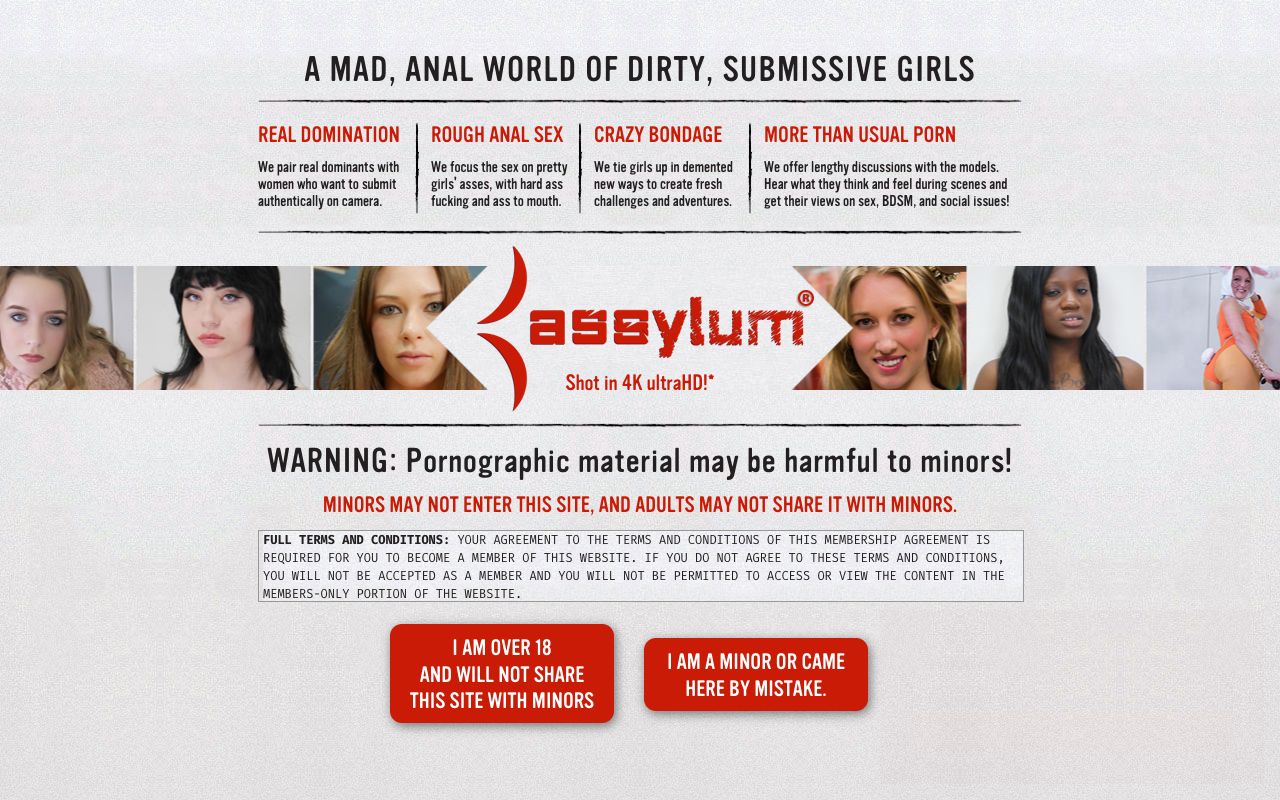 A MAD, ANAL WORLD OF DIRTY, SUBMISSIVE GIRLS
REAL DOMINATION
We pair real dominants with
women who want to submit
authentically on camera.
ROUGH ANAL SEX
We focus the sex on pretty
girls' asses, with hard ass
fucking and ass to mouth.
CRAZY BONDAGE
We tie girls up in demented
new ways to create fresh
challenges and adventures.
MORE THAN USUAL PORN
We offer lengthy discussions with the models.
Hear what they think and feel during scenes and
get their views on sex, BDSM, and social issues!
assylum®
Shot in 4K ultraHD!*
WARNING: Pornographic material may be harmful to minors!
MINORS MAY NOT ENTER THIS SITE, AND ADULTS MAY NOT SHARE IT WITH MINORS.
FULL TERMS AND CONDITIONS: YOUR AGREEMENT TO THE TERMS AND CONDITIONS OF THIS MEMBERSHIP AGREEMENT IS
REQUIRED FOR YOU TO BECOME A MEMBER OF THIS WEBSITE. IF YOU DO NOT AGREE TO THESE TERMS AND CONDITIONS,
YOU WILL NOT BE ACCEPTED AS A MEMBER AND YOU WILL NOT BE PERMITTED TO ACCESS OR VIEW THE CONTENT IN THE
MEMBERS-ONLY PORTION OF THE WEBSITE.
I AM OVER 18
AND WILL NOT SHARE
THIS SITE WITH MINORS
I AM A MINOR OR CAME
HERE BY MISTAKE.